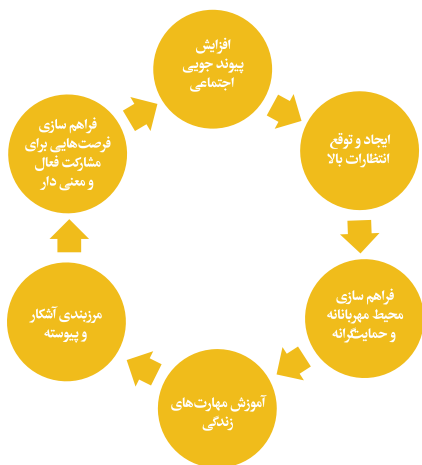 افزایش
پیوند جویی
اجتماعی
ایجاد و توقع
انتظارات بالا
فراهم سازی
محیط مهربانانه
و حمایتگرانه
آموزش مهارت‌های
زندگی
مرزبندی آشکار
و پیوسته
فراهم سازی
فرصت‌هایی برای
مشارکت فعال
و معنی دار